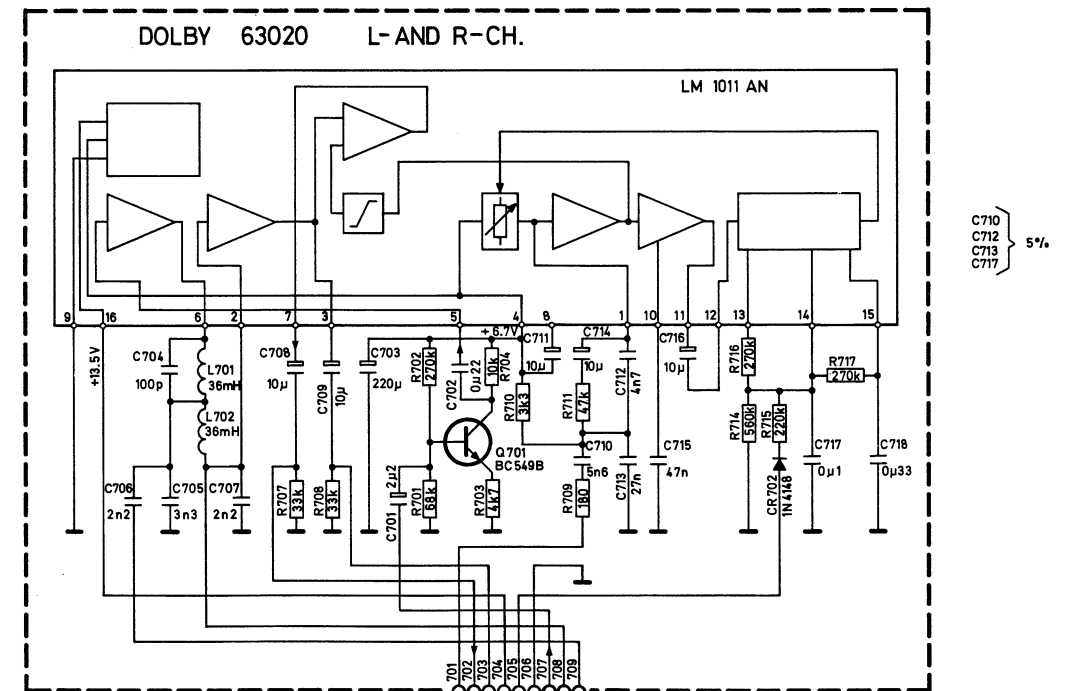 DOLBY 63020 L-AND R-CH.
LM 1011 AN
C710
C712
C713
C717
5%
9 16 6 2 7 3 5 4 8 1 10 11 12 13 14 15
+13.5V
+6.7V
C704
100p
L701
36mH
L702
36mH
C708
10µ
C709
10µ
C703
220µ
R702
270k
C702
0µ22
R704
10k
R710
3k3
C711
10µ
C714
10µ
R711
47k
C712
4n7
C716
10µ
R716
270k
R717
270k
R714
560k
R715
220k
Q701
BC549B
C710
5n6
C715
47n
C717
0µ1
C718
0µ33
C706
2n2
C705
3n3
C707
2n2
R707
33k
R708
33k
C701
2µ2
R701
68k
R703
4k7
R709
180
C713
27n
CR702
1N4148
701
702
703
704
705
706
707
708
709